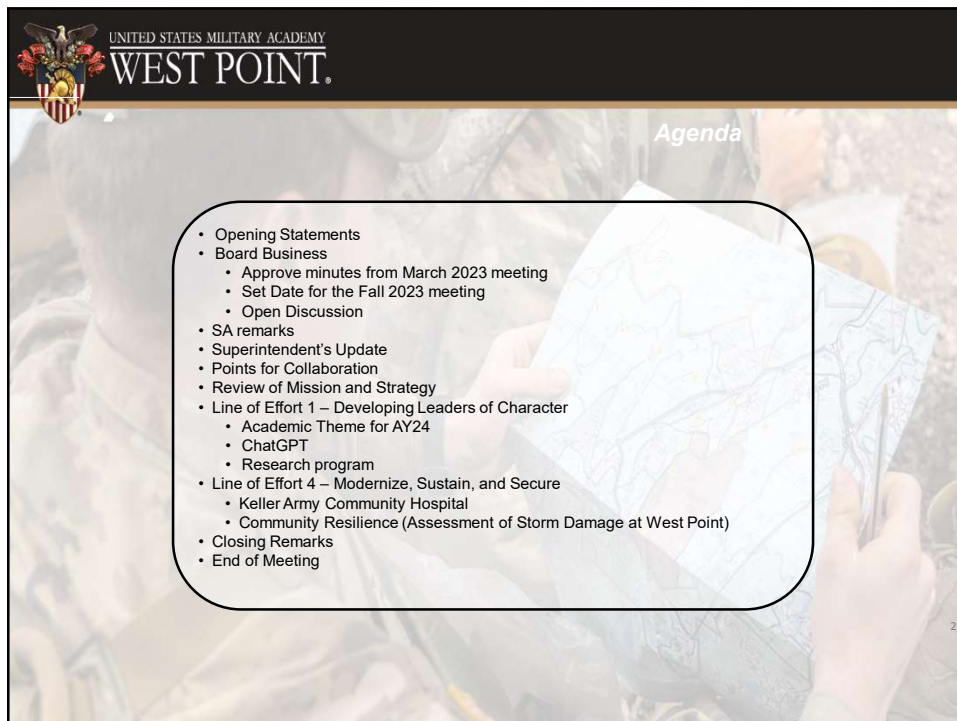 UNITED STATES MILITARY ACADEMY
WEST POINT.
Agenda
• Opening Statements
• Board Business
• Approve minutes from March 2023 meeting
• Set Date for the Fall 2023 meeting
• Open Discussion
• SA remarks
• Superintendent's Update
• Points for Collaboration
• Review of Mission and Strategy
• Line of Effort 1 – Developing Leaders of Character
• Academic Theme for AY24
• ChatGPT
• Research program
• Line of Effort 4 – Modernize, Sustain, and Secure
• Keller Army Community Hospital
• Community Resilience (Assessment of Storm Damage at West Point)
• Closing Remarks
• End of Meeting
2